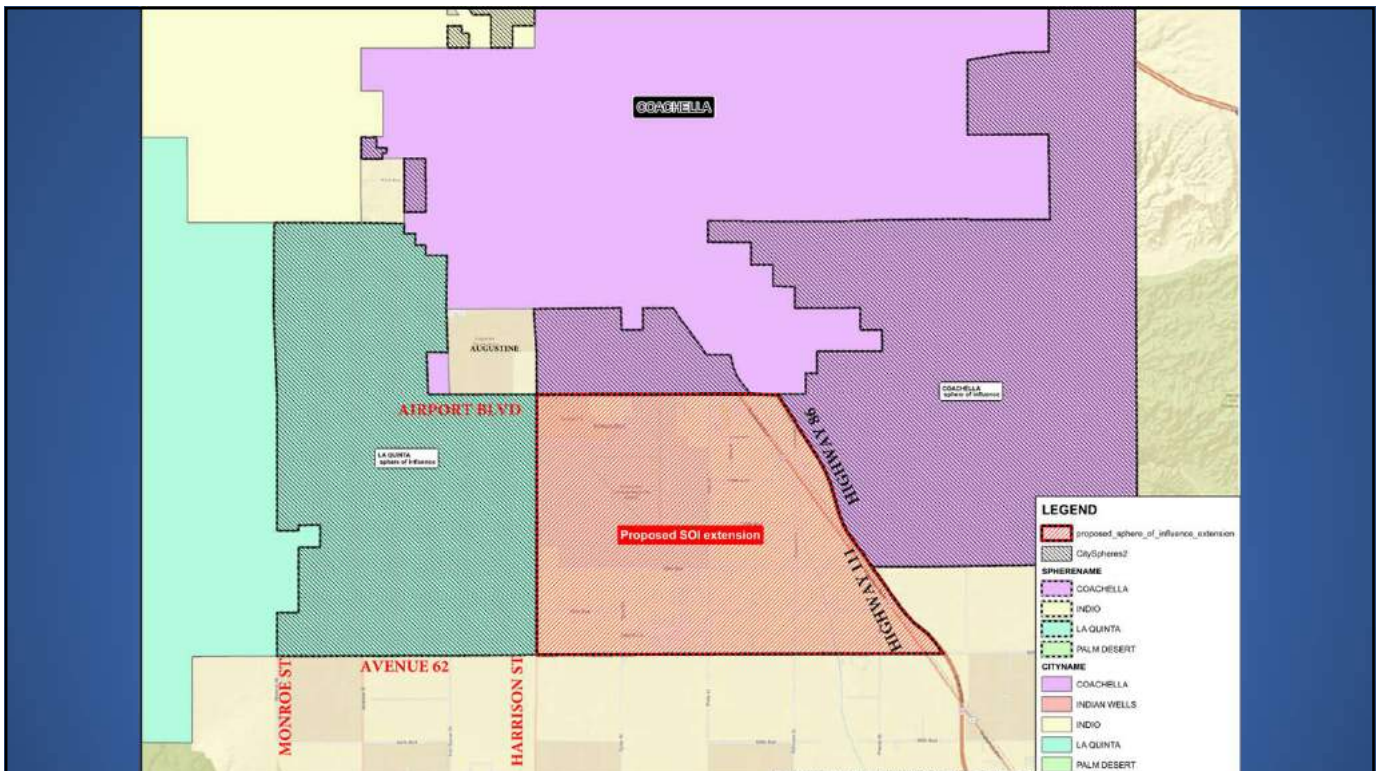 COACHELLA
AUGUSTINE
AIRPORT BLVD
COACHELLA
sphere of influence
HIGHWAY 86
LA QUINTA
sphere of influence
Proposed SOI extension
HIGHWAY 111
LEGEND
proposed_sphere_of_influence_extension
CitySpheres2
SPHERENAME
COACHELLA
INDIO
LA QUINTA
PALM DESERT
CITYNAME
COACHELLA
INDIAN WELLS
INDIO
LA QUINTA
PALM DESERT
AVENUE 62
MONROE ST
HARRISON ST